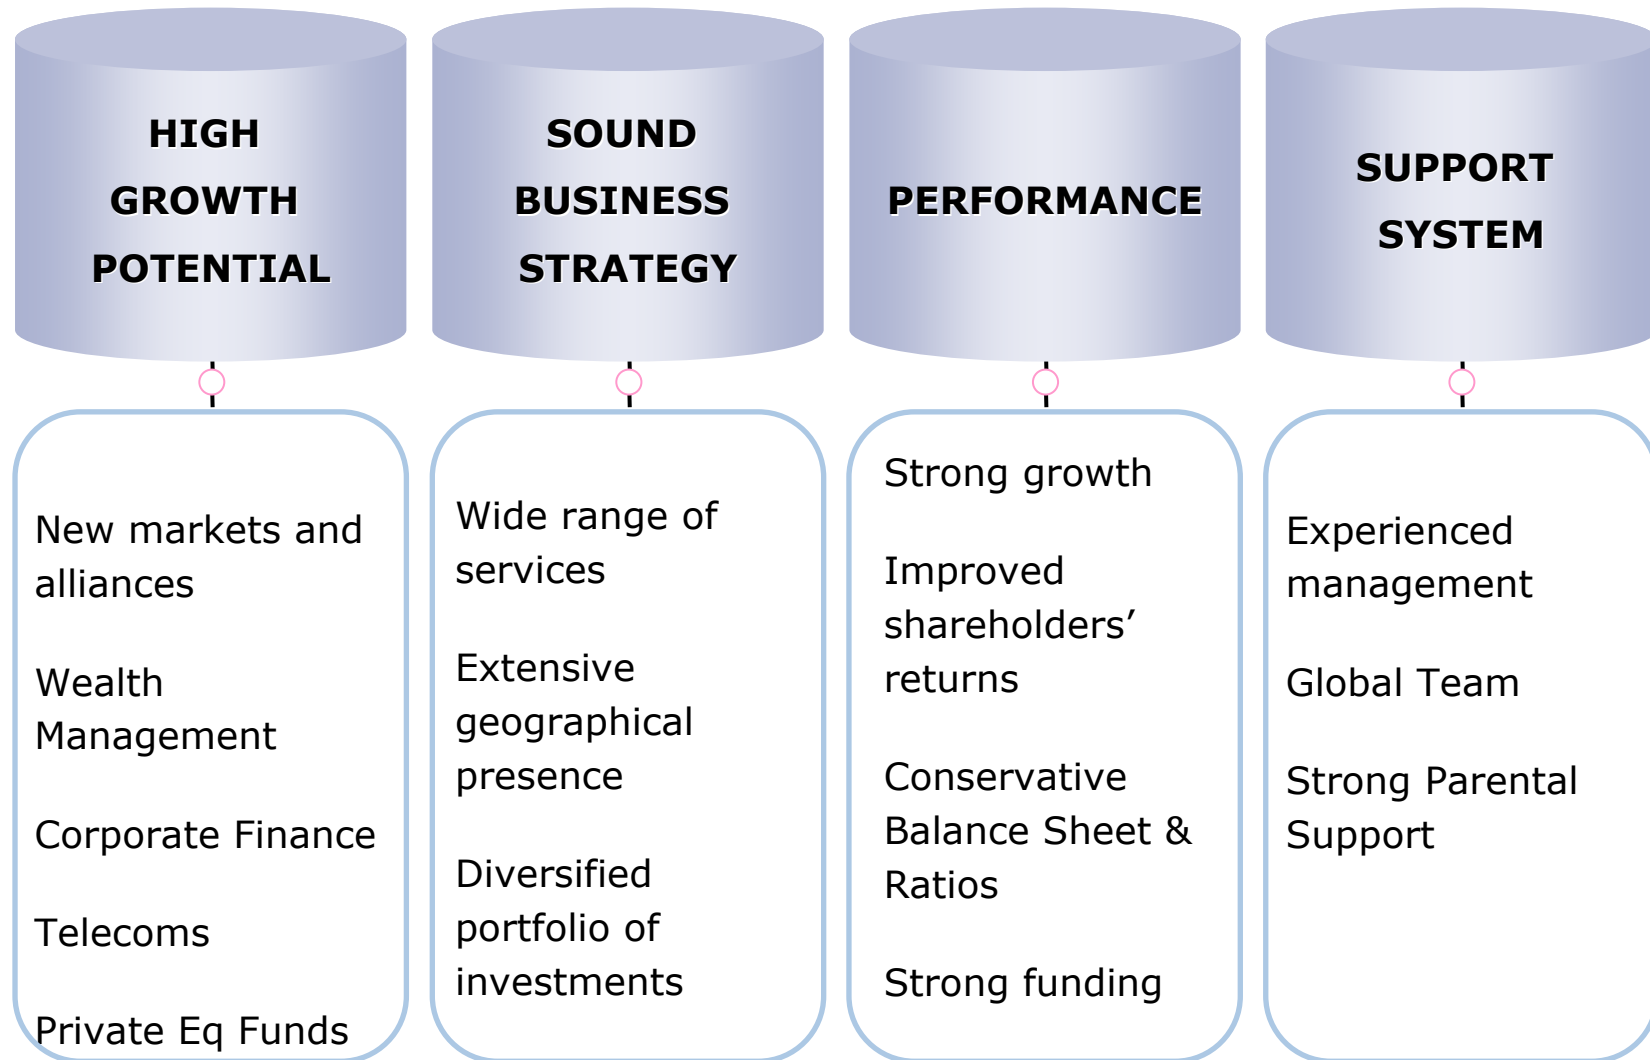 HIGH
GROWTH
POTENTIAL
New markets and
alliances
Wealth
Management
Corporate Finance
Telecoms
Private Eq Funds
SOUND
BUSINESS
STRATEGY
Wide range of
services
Extensive
geographical
presence
Diversified
portfolio of
investments
PERFORMANCE
Strong growth
Improved
shareholders’
returns
Conservative
Balance Sheet &
Ratios
Strong funding
SUPPORT
SYSTEM
Experienced
management
Global Team
Strong Parental
Support